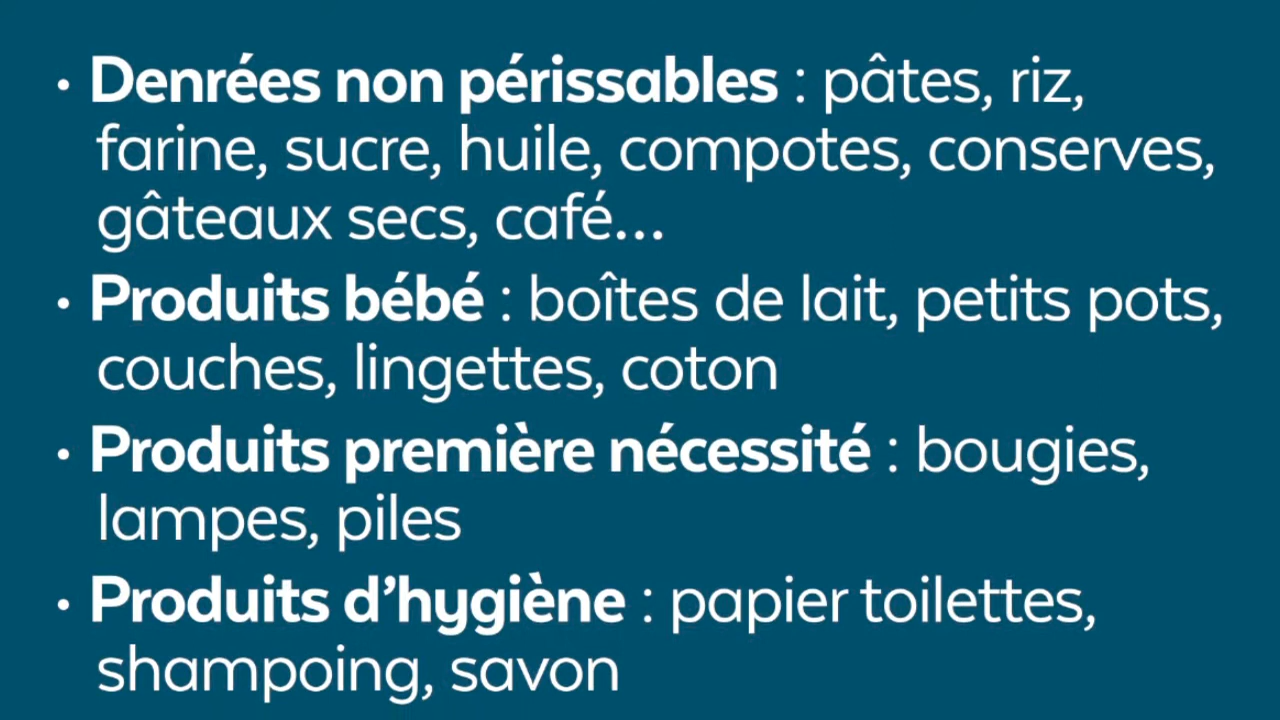 • Denrées non périssables : pâtes, riz,
farine, sucre, huile, compotes, conserves,
gâteaux secs, café...
• Produits bébé : boîtes de lait, petits pots,
couches, lingettes, coton
• Produits première nécessité : bougies,
lampes, piles
• Produits d’hygiène : papier toilettes,
shampoing, savon